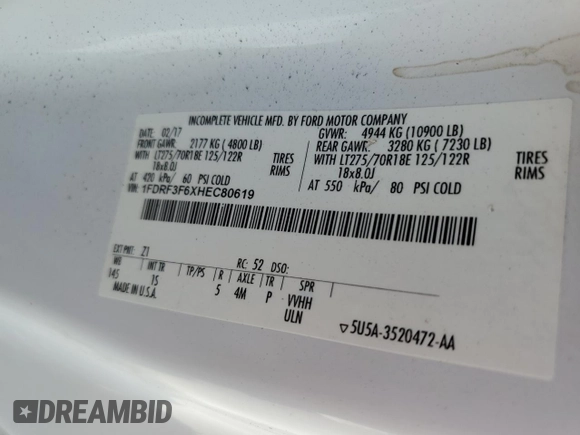 INCOMPLETE VEHICLE MFD. BY FORD MOTOR COMPANY
DATE: 02/17 GVWR: 4944 KG (10900 LB)
FRONT GAWR: 2177 KG (4800 LB) REAR GAWR: 3280 KG (7230 LB)
WITH LT275/70R18E 125/122R TIRES WITH LT275/70R18E 125/122R TIRES
18x8.0J RIMS 18x8.0J RIMS
AT 420 kPa/ 60 PSI COLD AT 550 kPa/ 80 PSI COLD
VIN: 1FDRF3F6XHEC80619
EXT PNT: Z1 RC: 52 DSO:
WB INT TR TP/PS R AXLE TR SPR
145 1S 5 4M P VVHH
MADE IN U.S.A. ULN
▽5U5A-3520472-AA
DREAMBID